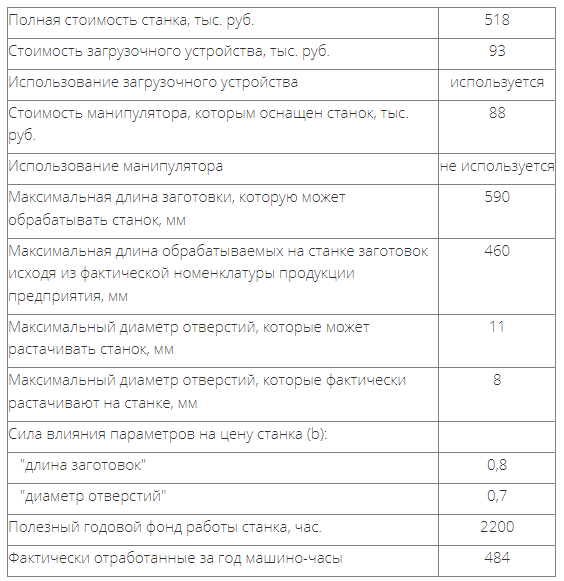 Полная стоимость станка, тыс. руб. 518
Стоимость загрузочного устройства, тыс. руб. 93
Использование загрузочного устройства используется
Стоимость манипулятора, которым оснащен станок, тыс. 88
руб.
Использование манипулятора не используется
Максимальная длина заготовки, которую может 590
обрабатывать станок, мм
Максимальная длина обрабатываемых на станке заготовок 460
исходя из фактической номенклатуры продукции
предприятия, мм
Максимальный диаметр отверстий, которые может 11
растачивать станок, мм
Максимальный диаметр отверстий, которые фактически 8
растачивают на станке, мм
Сила влияния параметров на цену станка (b):
"длина заготовок" 0,8
"диаметр отверстий" 0,7
Полезный годовой фонд работы станка, час. 2200
Фактически отработанные за год машино-часы 484